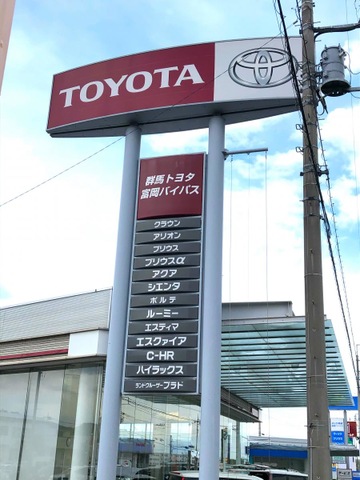 TOYOTA
群馬トヨタ
富岡バイパス
クラウン
アリオン
プリウス
プリウスα
アクア
シエンタ
ポルテ
ルーミー
エスティマ
エスクァイア
C-HR
ハイラックス
ランドクルーザープラド